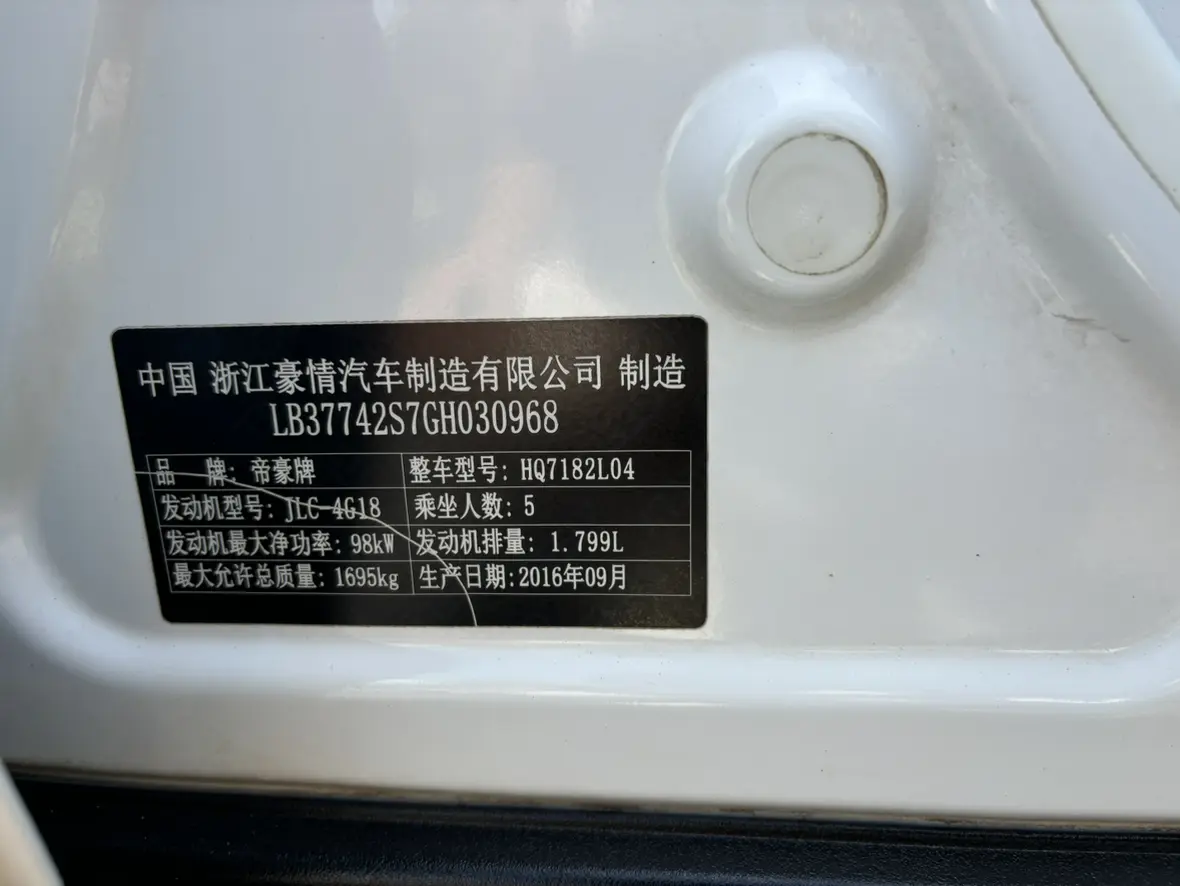 中国 浙江豪情汽车制造有限公司 制造
LB37742S7GH030968
品 牌: 帝豪牌 整车型号: HQ7182L04
发动机型号: JLC-4G18 乘坐人数: 5
发动机最大净功率: 98kW 发动机排量: 1.799L
最大允许总质量: 1695kg 生产日期:2016年09月